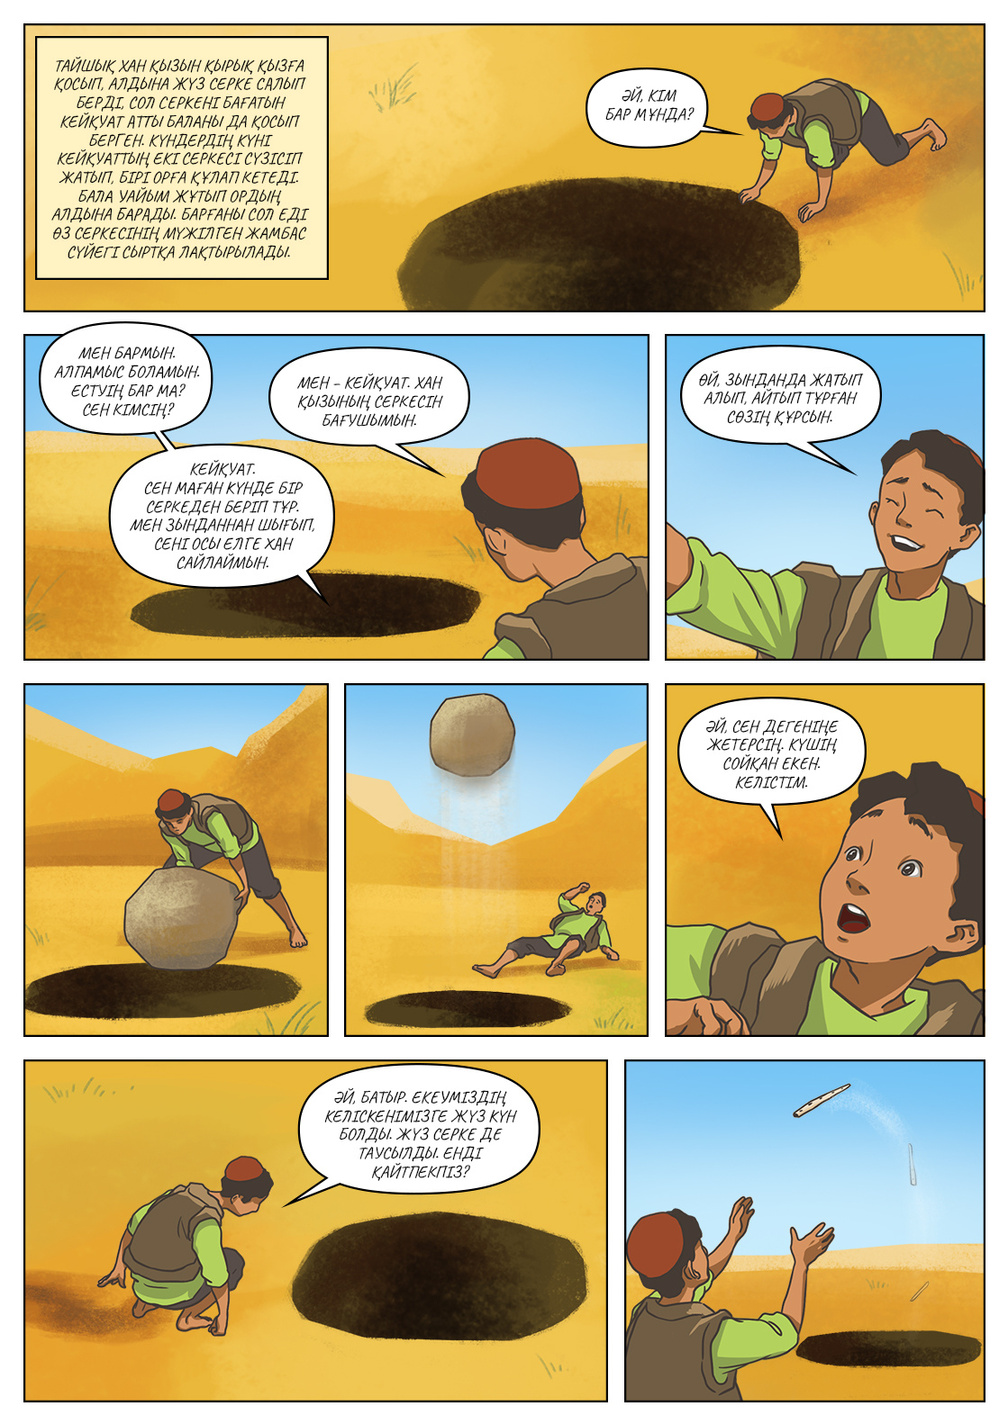 ТАЙШЫҚ ХАН ҚЫЗЫН ҚЫРЫҚ ҚЫЗҒА
ҚОСЫП, АЛДЫНА ЖҮЗ СЕРКЕ САЛЫП
БЕРДІ, СОЛ СЕРКЕНІ БАҒАТЫН
КЕЙҚУАТ АТТЫ БАЛАНЫ ДА ҚОСЫП
БЕРГЕН. КҮНДЕРДІҢ КҮНІ
КЕЙҚУАТТЫҢ ЕКІ СЕРКЕСІ СҮЗІСІП
ЖАТЫП, БІРІ ОРҒА ҚҰЛАП КЕТЕДІ.
БАЛА УАЙЫМ ЖҰТЫП ОРДЫҢ
АЛДЫНА БАРАДЫ. БАРҒАНЫ СОЛ ЕДІ
ӨЗ СЕРКЕСІНІҢ МҮЖІЛГЕН ЖАМБАС
СҮЙЕГІ СЫРТҚА ЛАҚТЫРЫЛАДЫ.
ӘЙ, КІМ
БАР МҰНДА?
МЕН БАРМЫН.
АЛПАМЫС БОЛАМЫН.
ЕСТУІҢ БАР МА?
СЕН КІМСІҢ?
МЕН – КЕЙҚУАТ. ХАН
ҚЫЗЫНЫҢ СЕРКЕСІН
БАҒУШЫМЫН.
КЕЙҚУАТ.
СЕН МАҒАН КҮНДЕ БІР
СЕРКЕДЕН БЕРІП ТҰР.
МЕН ЗЫНДАННАН ШЫҒЫП,
СЕНІ ОСЫ ЕЛГЕ ХАН
САЙЛАЙМЫН.
ӨЙ, ЗЫНДАНДА ЖАТЫП
АЛЫП, АЙТЫП ТҰРҒАН
СӨЗІҢ ҚҰРСЫН.
ӘЙ, СЕН ДЕГЕНІҢЕ
ЖЕТЕРСІҢ. КҮШІҢ
СОЙҚАН ЕКЕН.
КЕЛІСТІМ.
ӘЙ, БАТЫР. ЕКЕУМІЗДІҢ
КЕЛІСКЕНІМІЗГЕ ЖҮЗ КҮН
БОЛДЫ. ЖҮЗ СЕРКЕ ДЕ
ТАУСЫЛДЫ. ЕНДІ
ҚАЙТПЕКПІЗ?